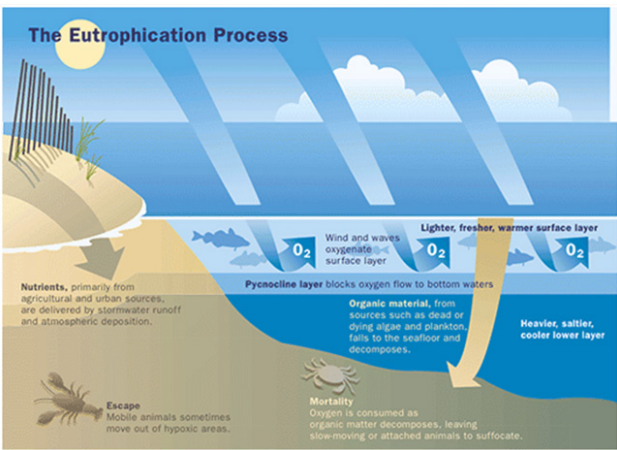 The Eutrophication Process
Lighter, fresher, warmer surface layer
Wind and waves
oxygenate
surface layer
O2
O2
O2
Pycnocline layer blocks oxygen flow to bottom waters
Nutrients, primarily from
agricultural and urban sources,
are delivered by stormwater runoff
and atmospheric deposition.
Organic material, from
sources such as dead or
dying algae and plankton,
falls to the seafloor and
decomposes.
Heavier, saltier,
cooler lower layer
Escape
Mobile animals sometimes
move out of hypoxic areas.
Mortality
Oxygen is consumed as
organic matter decomposes, leaving
slow-moving or attached animals to suffocate.